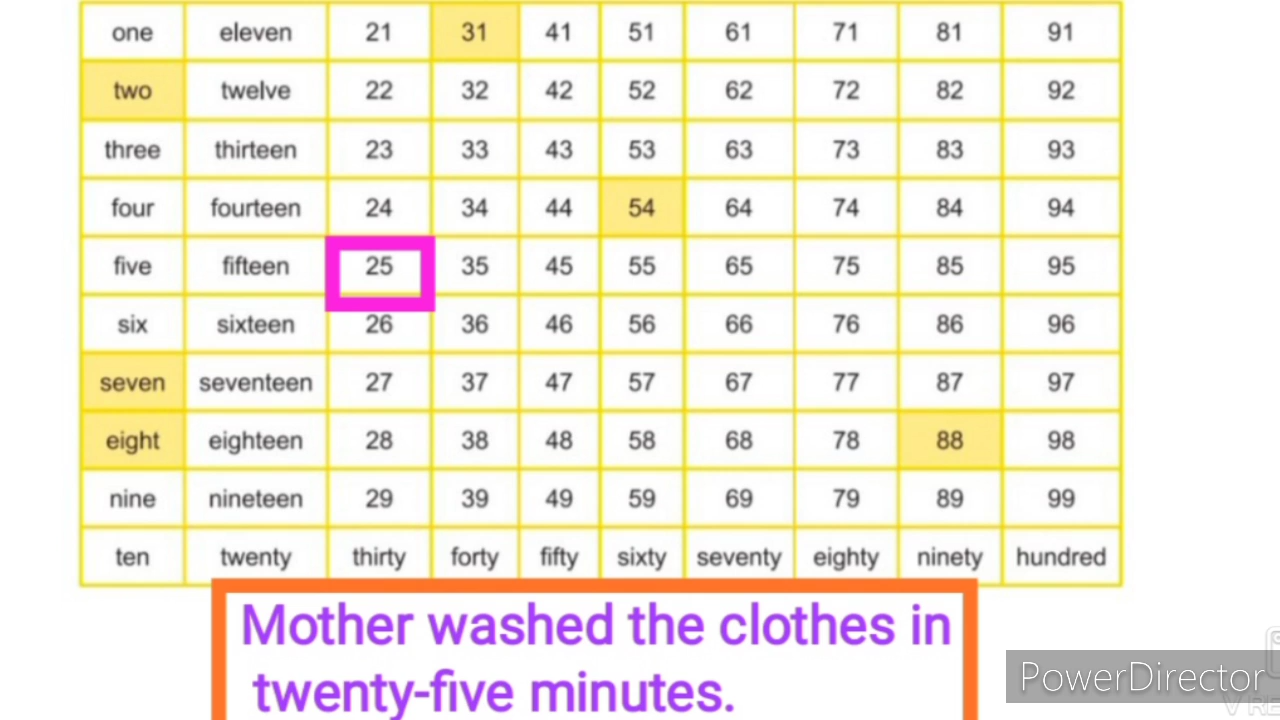 one eleven 21 31 41 51 61 71 81 91
two twelve 22 32 42 52 62 72 82 92
three thirteen 23 33 43 53 63 73 83 93
four fourteen 24 34 44 54 64 74 84 94
five fifteen 25 35 45 55 65 75 85 95
six sixteen 26 36 46 56 66 76 86 96
seven seventeen 27 37 47 57 67 77 87 97
eight eighteen 28 38 48 58 68 78 88 98
nine nineteen 29 39 49 59 69 79 89 99
ten twenty thirty forty fifty sixty seventy eighty ninety hundred
Mother washed the clothes in
twenty-five minutes.
PowerDirector